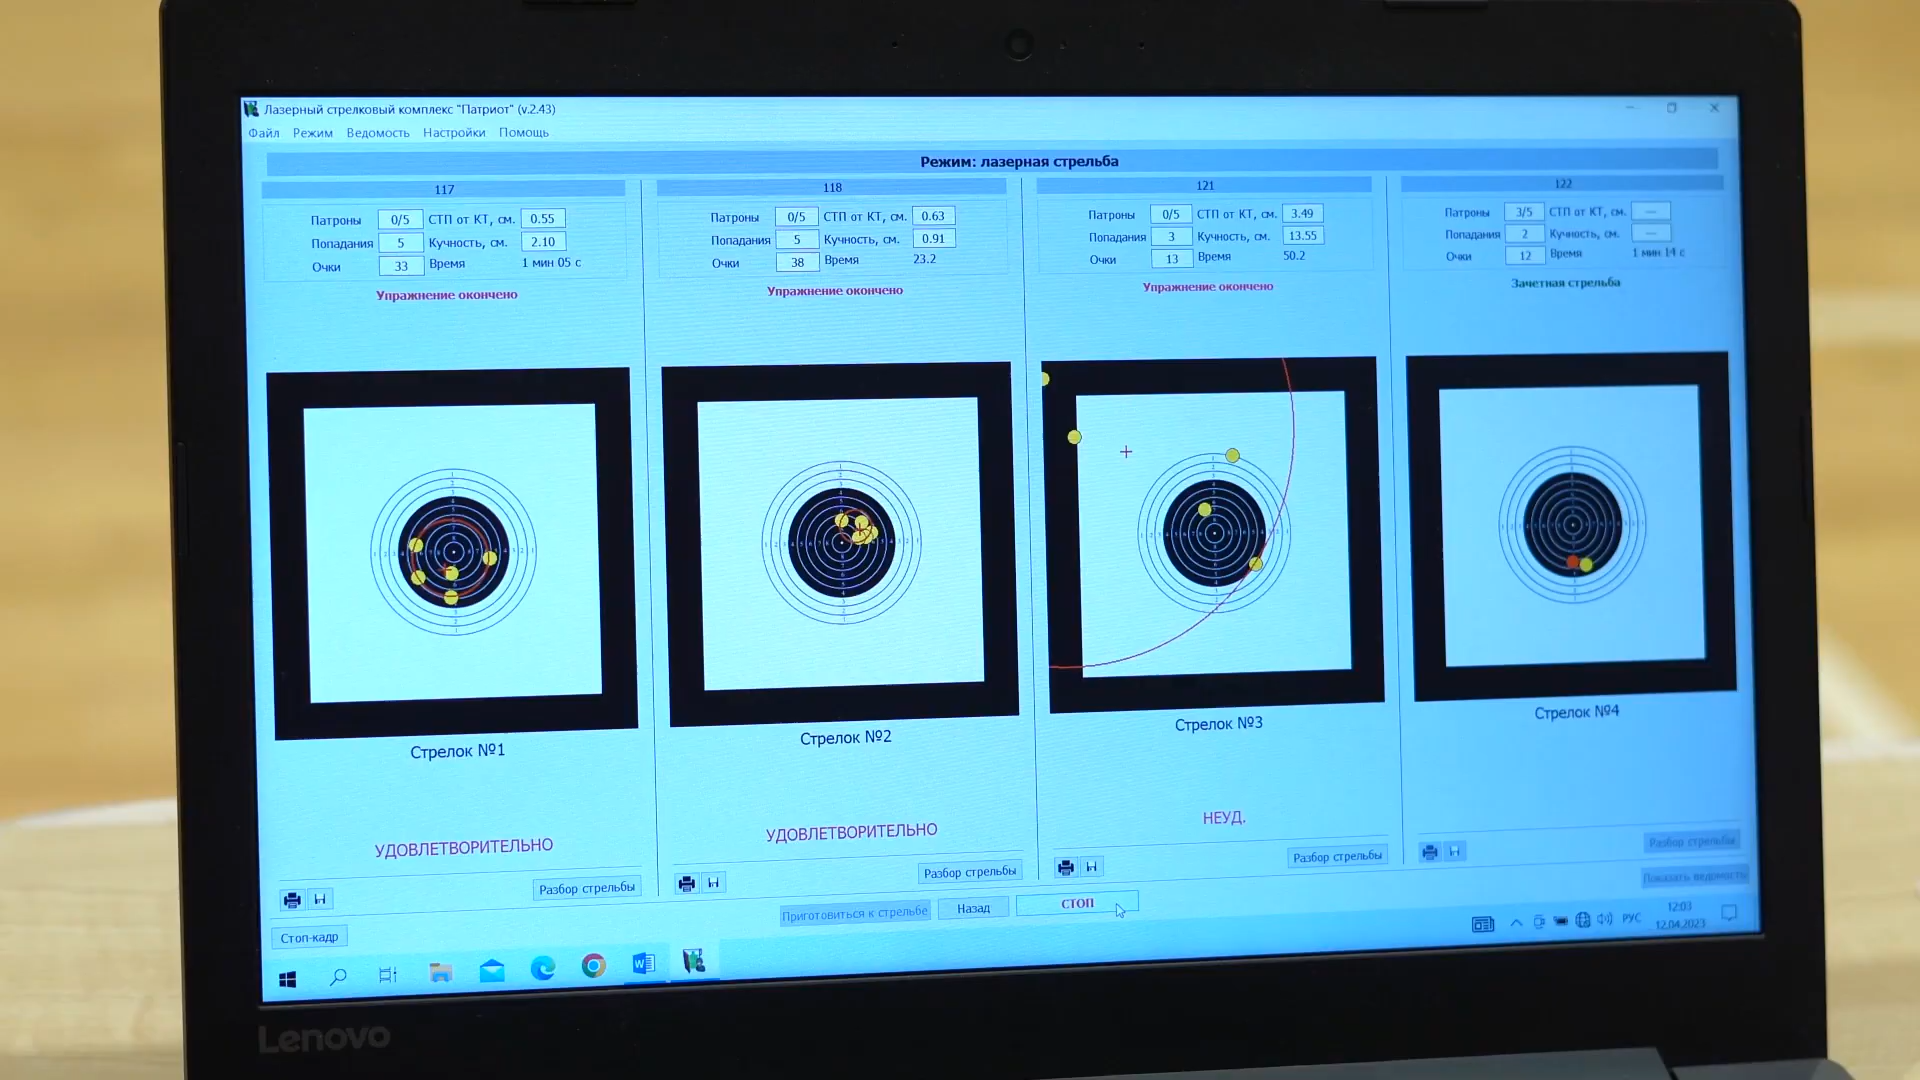 Лазерный стрелковый комплекс "Патриот" (v.2.43)
Файл Режим Ведомость Настройки Помощь
Режим: лазерная стрельба
117
Патроны 0/5 СТП от КТ, см. 0.55
Попадания 5 Кучность, см. 2.10
Очки 33 Время 1 мин 05 с
Упражнение окончено
Стрелок №1
УДОВЛЕТВОРИТЕЛЬНО
Разбор стрельбы
118
Патроны 0/5 СТП от КТ, см. 0.63
Попадания 5 Кучность, см. 0.91
Очки 38 Время 23.2
Упражнение окончено
Стрелок №2
УДОВЛЕТВОРИТЕЛЬНО
Разбор стрельбы
121
Патроны 0/5 СТП от КТ, см. 3.49
Попадания 3 Кучность, см. 13.55
Очки 13 Время 50.2
Упражнение окончено
Стрелок №3
НЕУД.
Разбор стрельбы
122
Патроны 3/5 СТП от КТ, см. ---
Попадания 2 Кучность, см. ---
Очки 12 Время 1 мин 14 с
Зачетная стрельба
Стрелок №4
Разбор стрельбы
Показать ведомость
Приготовиться к стрельбе Назад СТОП
Стоп-кадр
РУС
12:03
12.04.2023
Lenovo